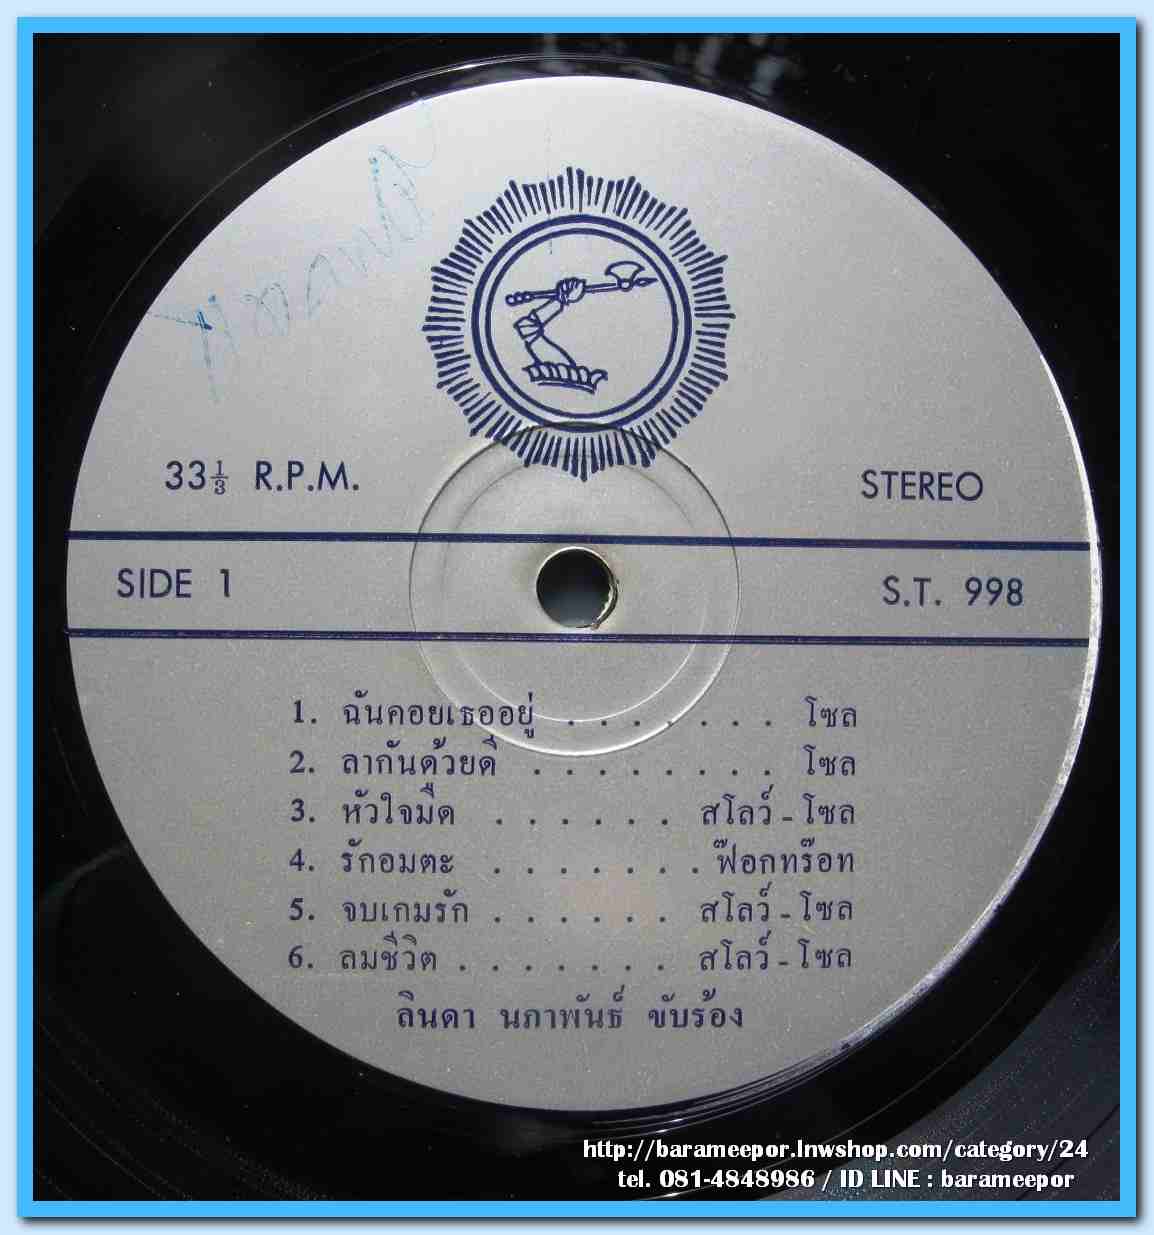 33⅓ R.P.M.
STEREO
SIDE 1
S.T. 998
1. ฉันคอยเธออยู่ . . . . . . . โซล
2. ลากันด้วยดี . . . . . . . . โซล
3. หัวใจมืด . . . . . . สโลว์ - โซล
4. รักอมตะ . . . . . . . ฟ๊อกทร๊อท
5. จบเกมรัก . . . . . . สโลว์ - โซล
6. ลมชีวิต . . . . . . . สโลว์ - โซล
ลินดา นภาพันธ์ ขับร้อง
http://barameepor.lnwshop.com/category/24
tel. 081-4848986 / ID LINE : barameepor